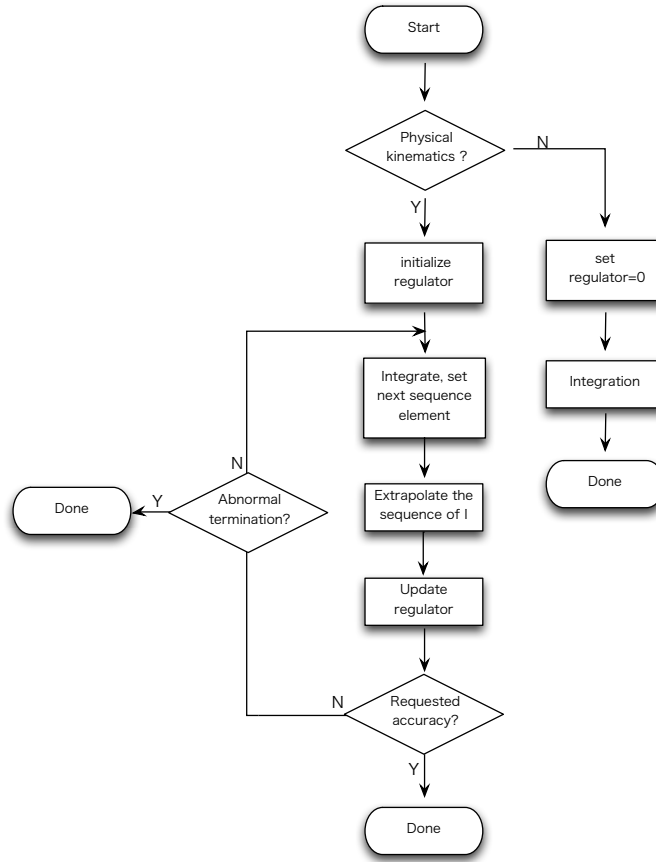 Start
Physical
kinematics ?
N
Y
initialize
regulator
set
regulator=0
Integrate, set
next sequence
element
Integration
N
Abnormal
termination?
Y
Done
Extrapolate the
sequence of I
Done
Update
regulator
N
Requested
accuracy?
Y
Done